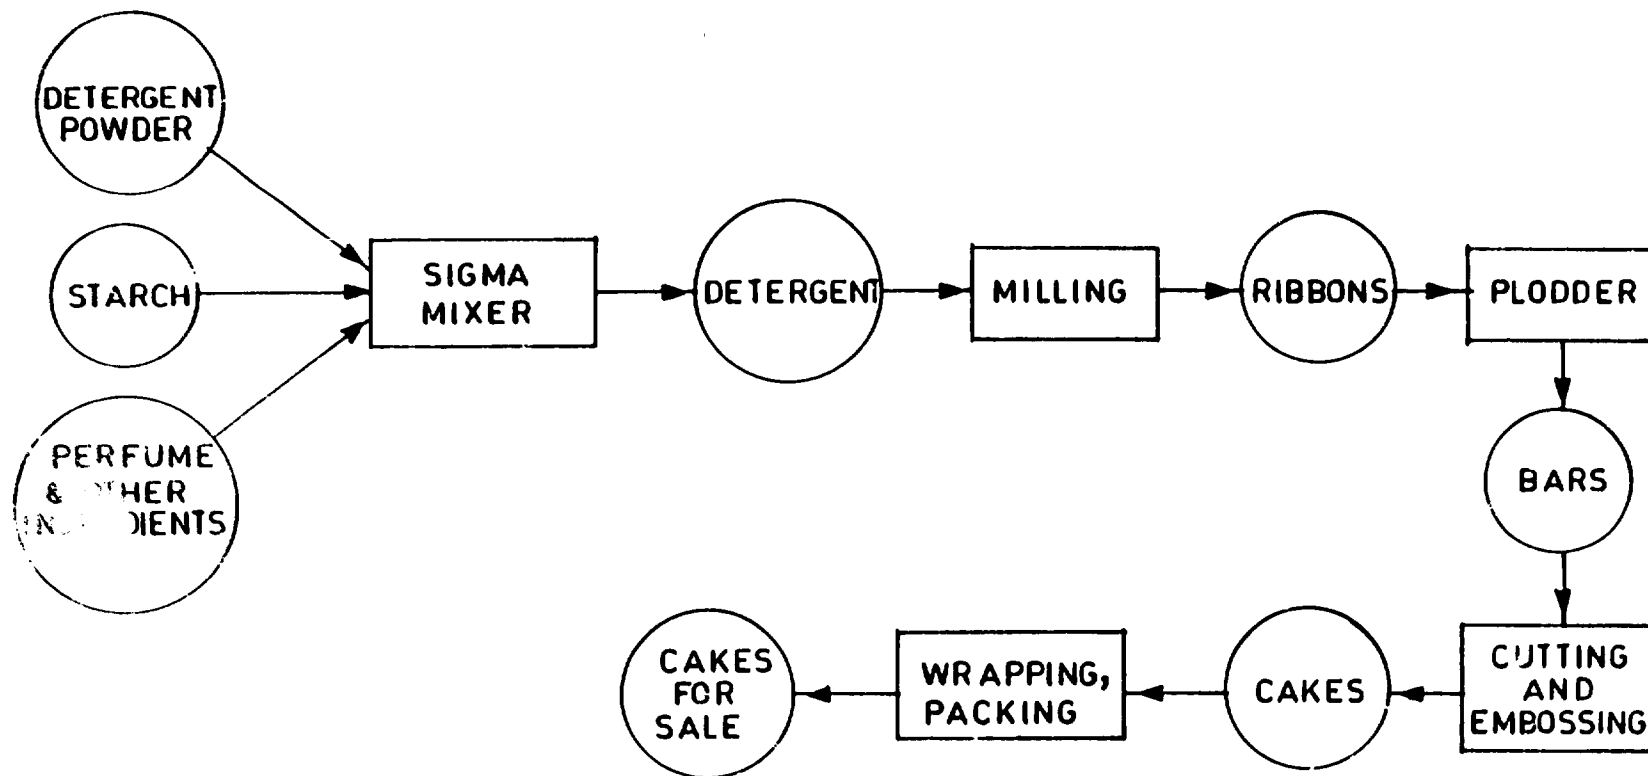 DETERGENT
POWDER
STARCH
PERFUME
& OTHER
SIGMA
MIXER
DETERGENT
MILLING
RIBBONS
PLODDER
BARS
CUTTING
AND
EMBOSSING
CAKES
WRAPPING,
PACKING
CAKES
FOR
SALE